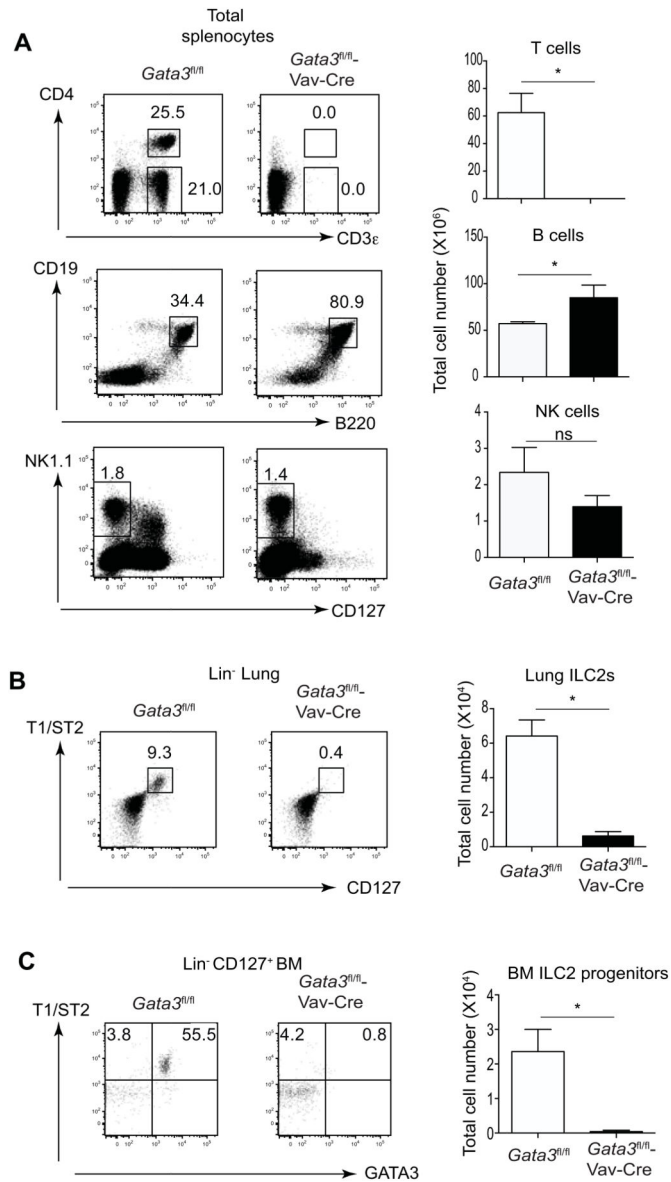 Total
splenocytes
A
Gata3fl/fl
Gata3fl/fl-
Vav-Cre
CD4
25.5
21.0
0.0
0.0
CD3ε
CD19
34.4
80.9
B220
NK1.1
1.8
1.4
CD127
T cells
*
100
80
60
40
20
0
B cells
*
150
100
50
0
NK cells
ns
4
3
2
1
0
Total cell number (X10⁶)
Gata3fl/fl
Gata3fl/fl-
Vav-Cre
B
Lin⁻ Lung
Gata3fl/fl
Gata3fl/fl-
Vav-Cre
T1/ST2
9.3
0.4
CD127
Lung ILC2s
*
Total cell number (X10⁴)
8
6
4
2
0
Gata3fl/fl
Gata3fl/fl-
Vav-Cre
C
Lin⁻ CD127⁺ BM
Gata3fl/fl
Gata3fl/fl-
Vav-Cre
T1/ST2
3.8 55.5
4.2 0.8
GATA3
BM ILC2 progenitors
*
Total cell number (X10⁴)
4
3
2
1
0
Gata3fl/fl
Gata3fl/fl-
Vav-Cre